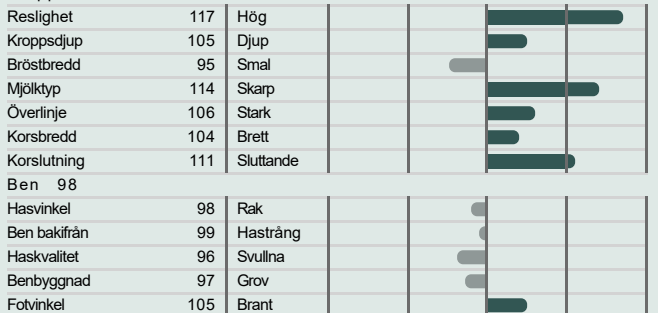 Reslighet 117 Hög
Kroppsdjup 105 Djup
Bröstbredd 95 Smal
Mjölktyp 114 Skarp
Överlinje 106 Stark
Korsbredd 104 Brett
Korslutning 111 Sluttande
Ben 98
Hasvinkel 98 Rak
Ben bakifrån 99 Hastrång
Haskvalitet 96 Svullna
Benbyggnad 97 Grov
Fotvinkel 105 Brant